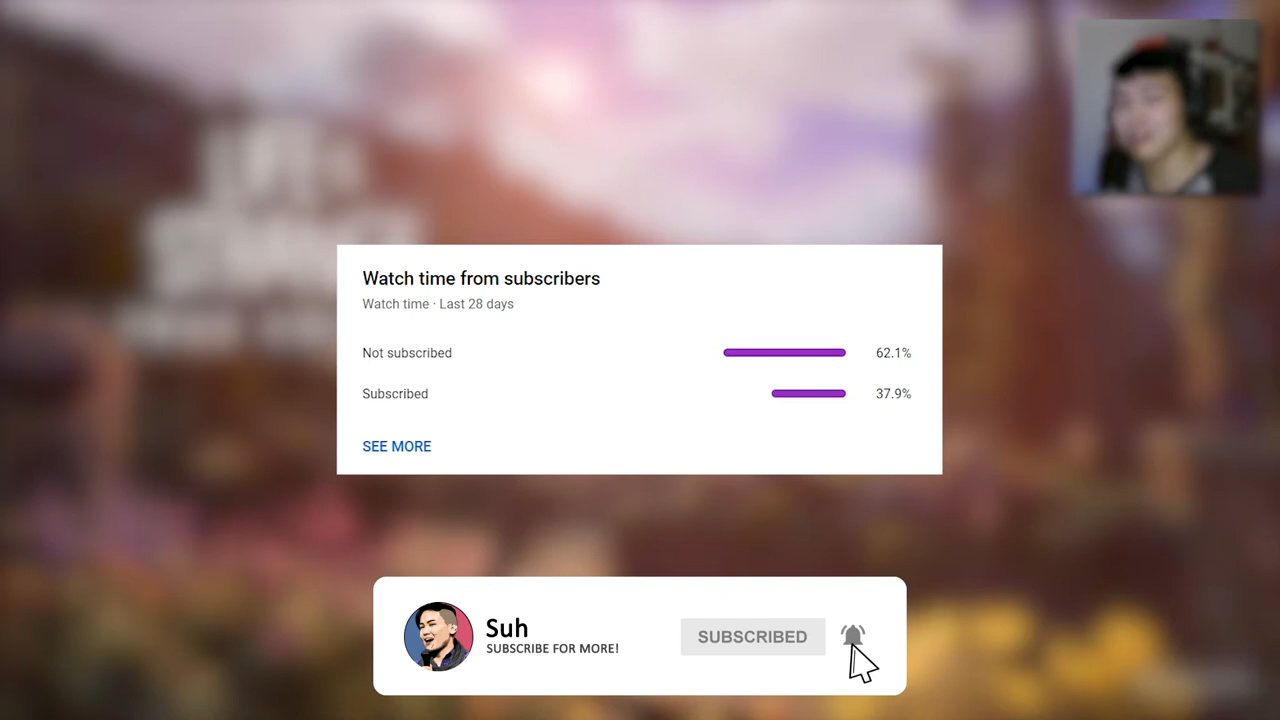 Watch time from subscribers
Watch time · Last 28 days
Not subscribed 62.1%
Subscribed 37.9%
SEE MORE
Suh
SUBSCRIBE FOR MORE!
SUBSCRIBED